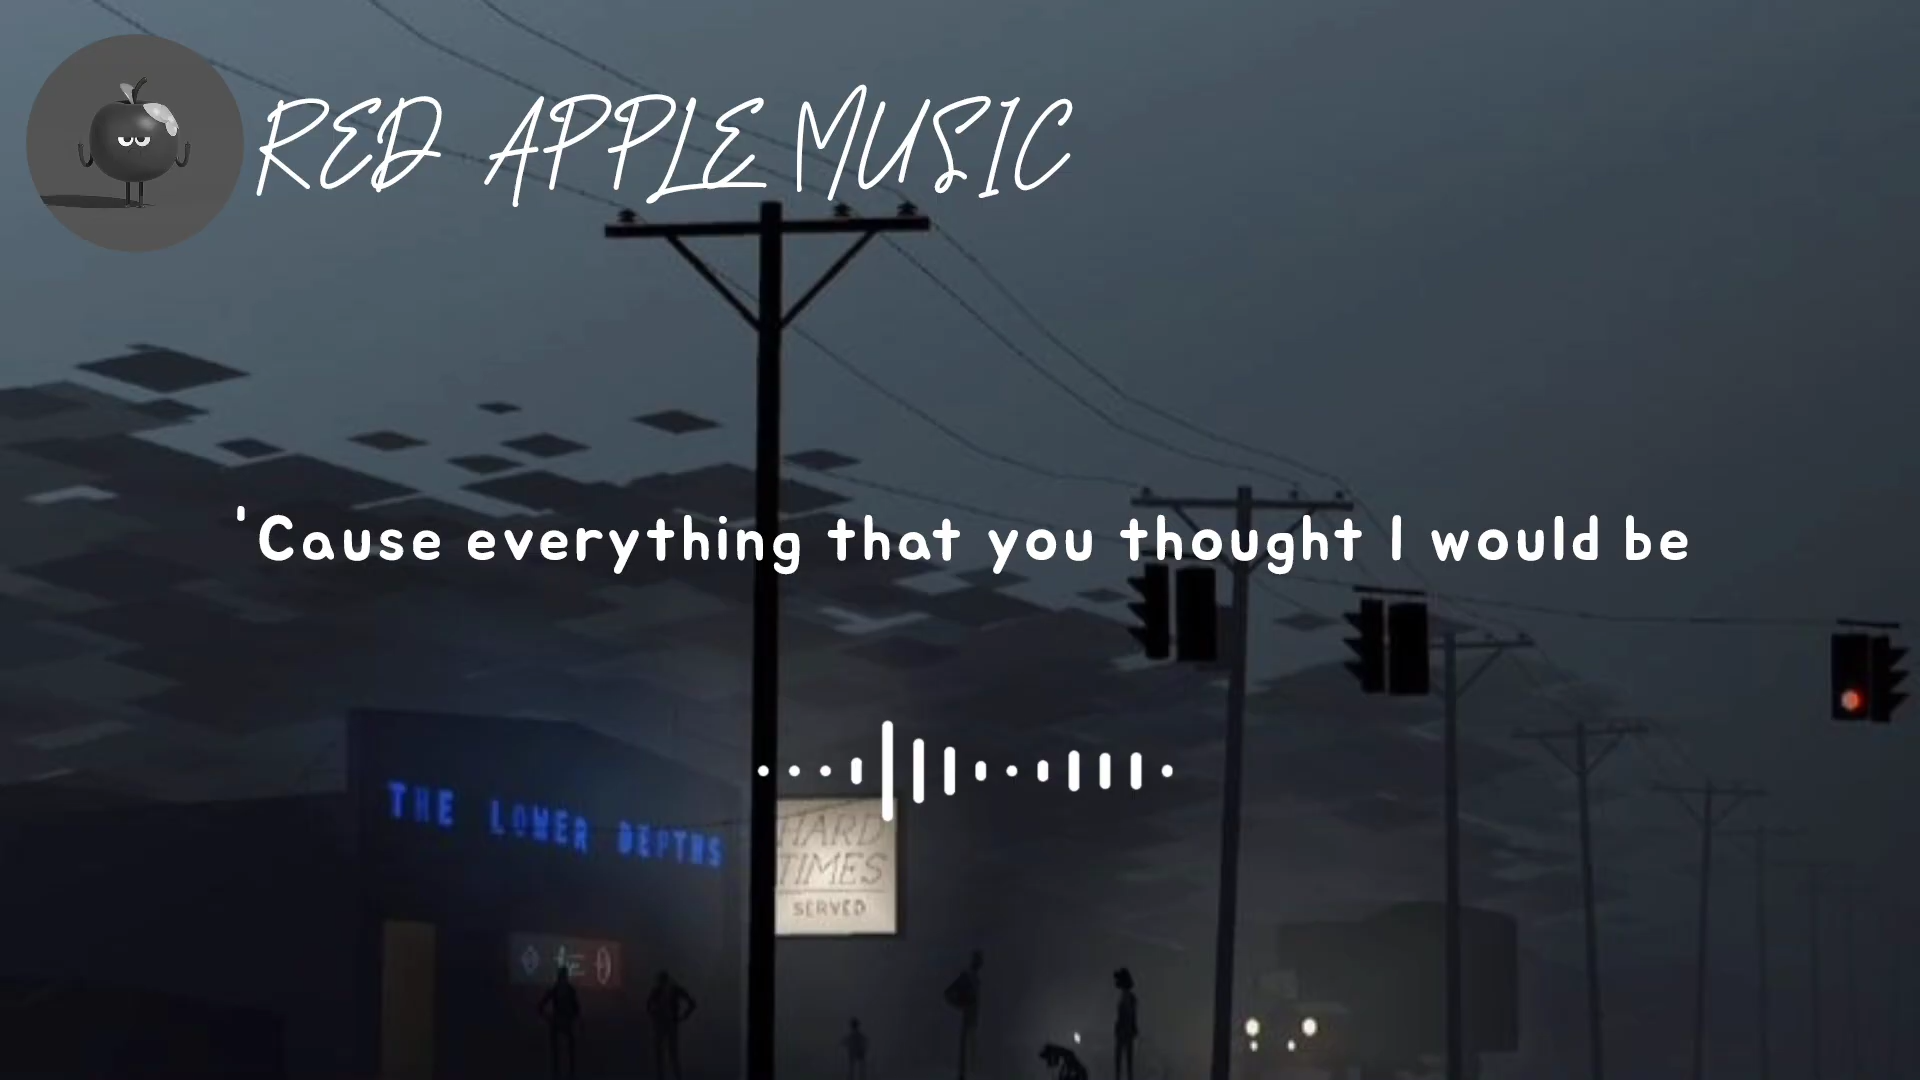 RED APPLE MUSIC
'Cause everything that you thought I would be
THE LOWER DEPTHS
HARD
TIMES
SERVED